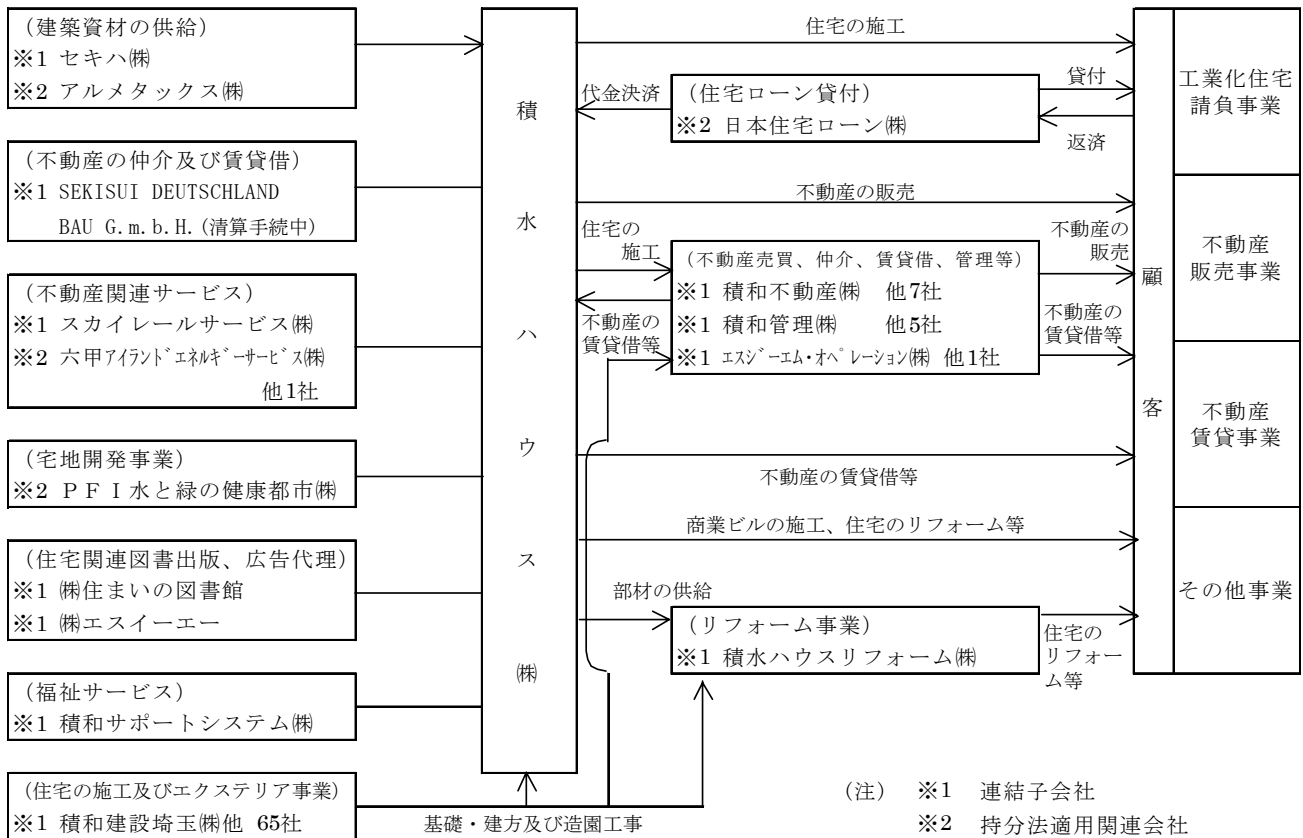 (建築資材の供給)
※1 セキハ㈱
※2 アルメタックス㈱
(不動産の仲介及び賃貸借)
※1 SEKISUI DEUTSCHLAND
BAU G.m.b.H.(清算手続中)
(不動産関連サービス)
※1 スカイレールサービス㈱
※2 六甲アイランドエネルギーサービス㈱
他1社
(宅地開発事業)
※2 PFI水と緑の健康都市㈱
(住宅関連図書出版、広告代理)
※1 ㈱住まいの図書館
※1 ㈱エスイーエー
(福祉サービス)
※1 積和サポートシステム㈱
(住宅の施工及びエクステリア事業)
※1 積和建設埼玉㈱他 65社
積
水
ハ
ウ
ス
㈱
住宅の施工
代金決済
(住宅ローン貸付)
※2 日本住宅ローン㈱
貸付
返済
不動産の販売
住宅の
施工
(不動産売買、仲介、賃貸借、管理等)
※1 積和不動産㈱ 他7社
※1 積和管理㈱ 他5社
※1 エスジーエム・オペレーション㈱ 他1社
不動産の
賃貸借等
不動産の
販売
不動産の
賃貸借等
不動産の賃貸借等
商業ビルの施工、住宅のリフォーム等
部材の供給
(リフォーム事業)
※1 積水ハウスリフォーム㈱
住宅の
リフォー
ム等
基礎・建方及び造園工事
顧
客
工業化住宅
請負事業
不動産
販売事業
不動産
賃貸事業
その他事業
(注) ※1 連結子会社
※2 持分法適用関連会社